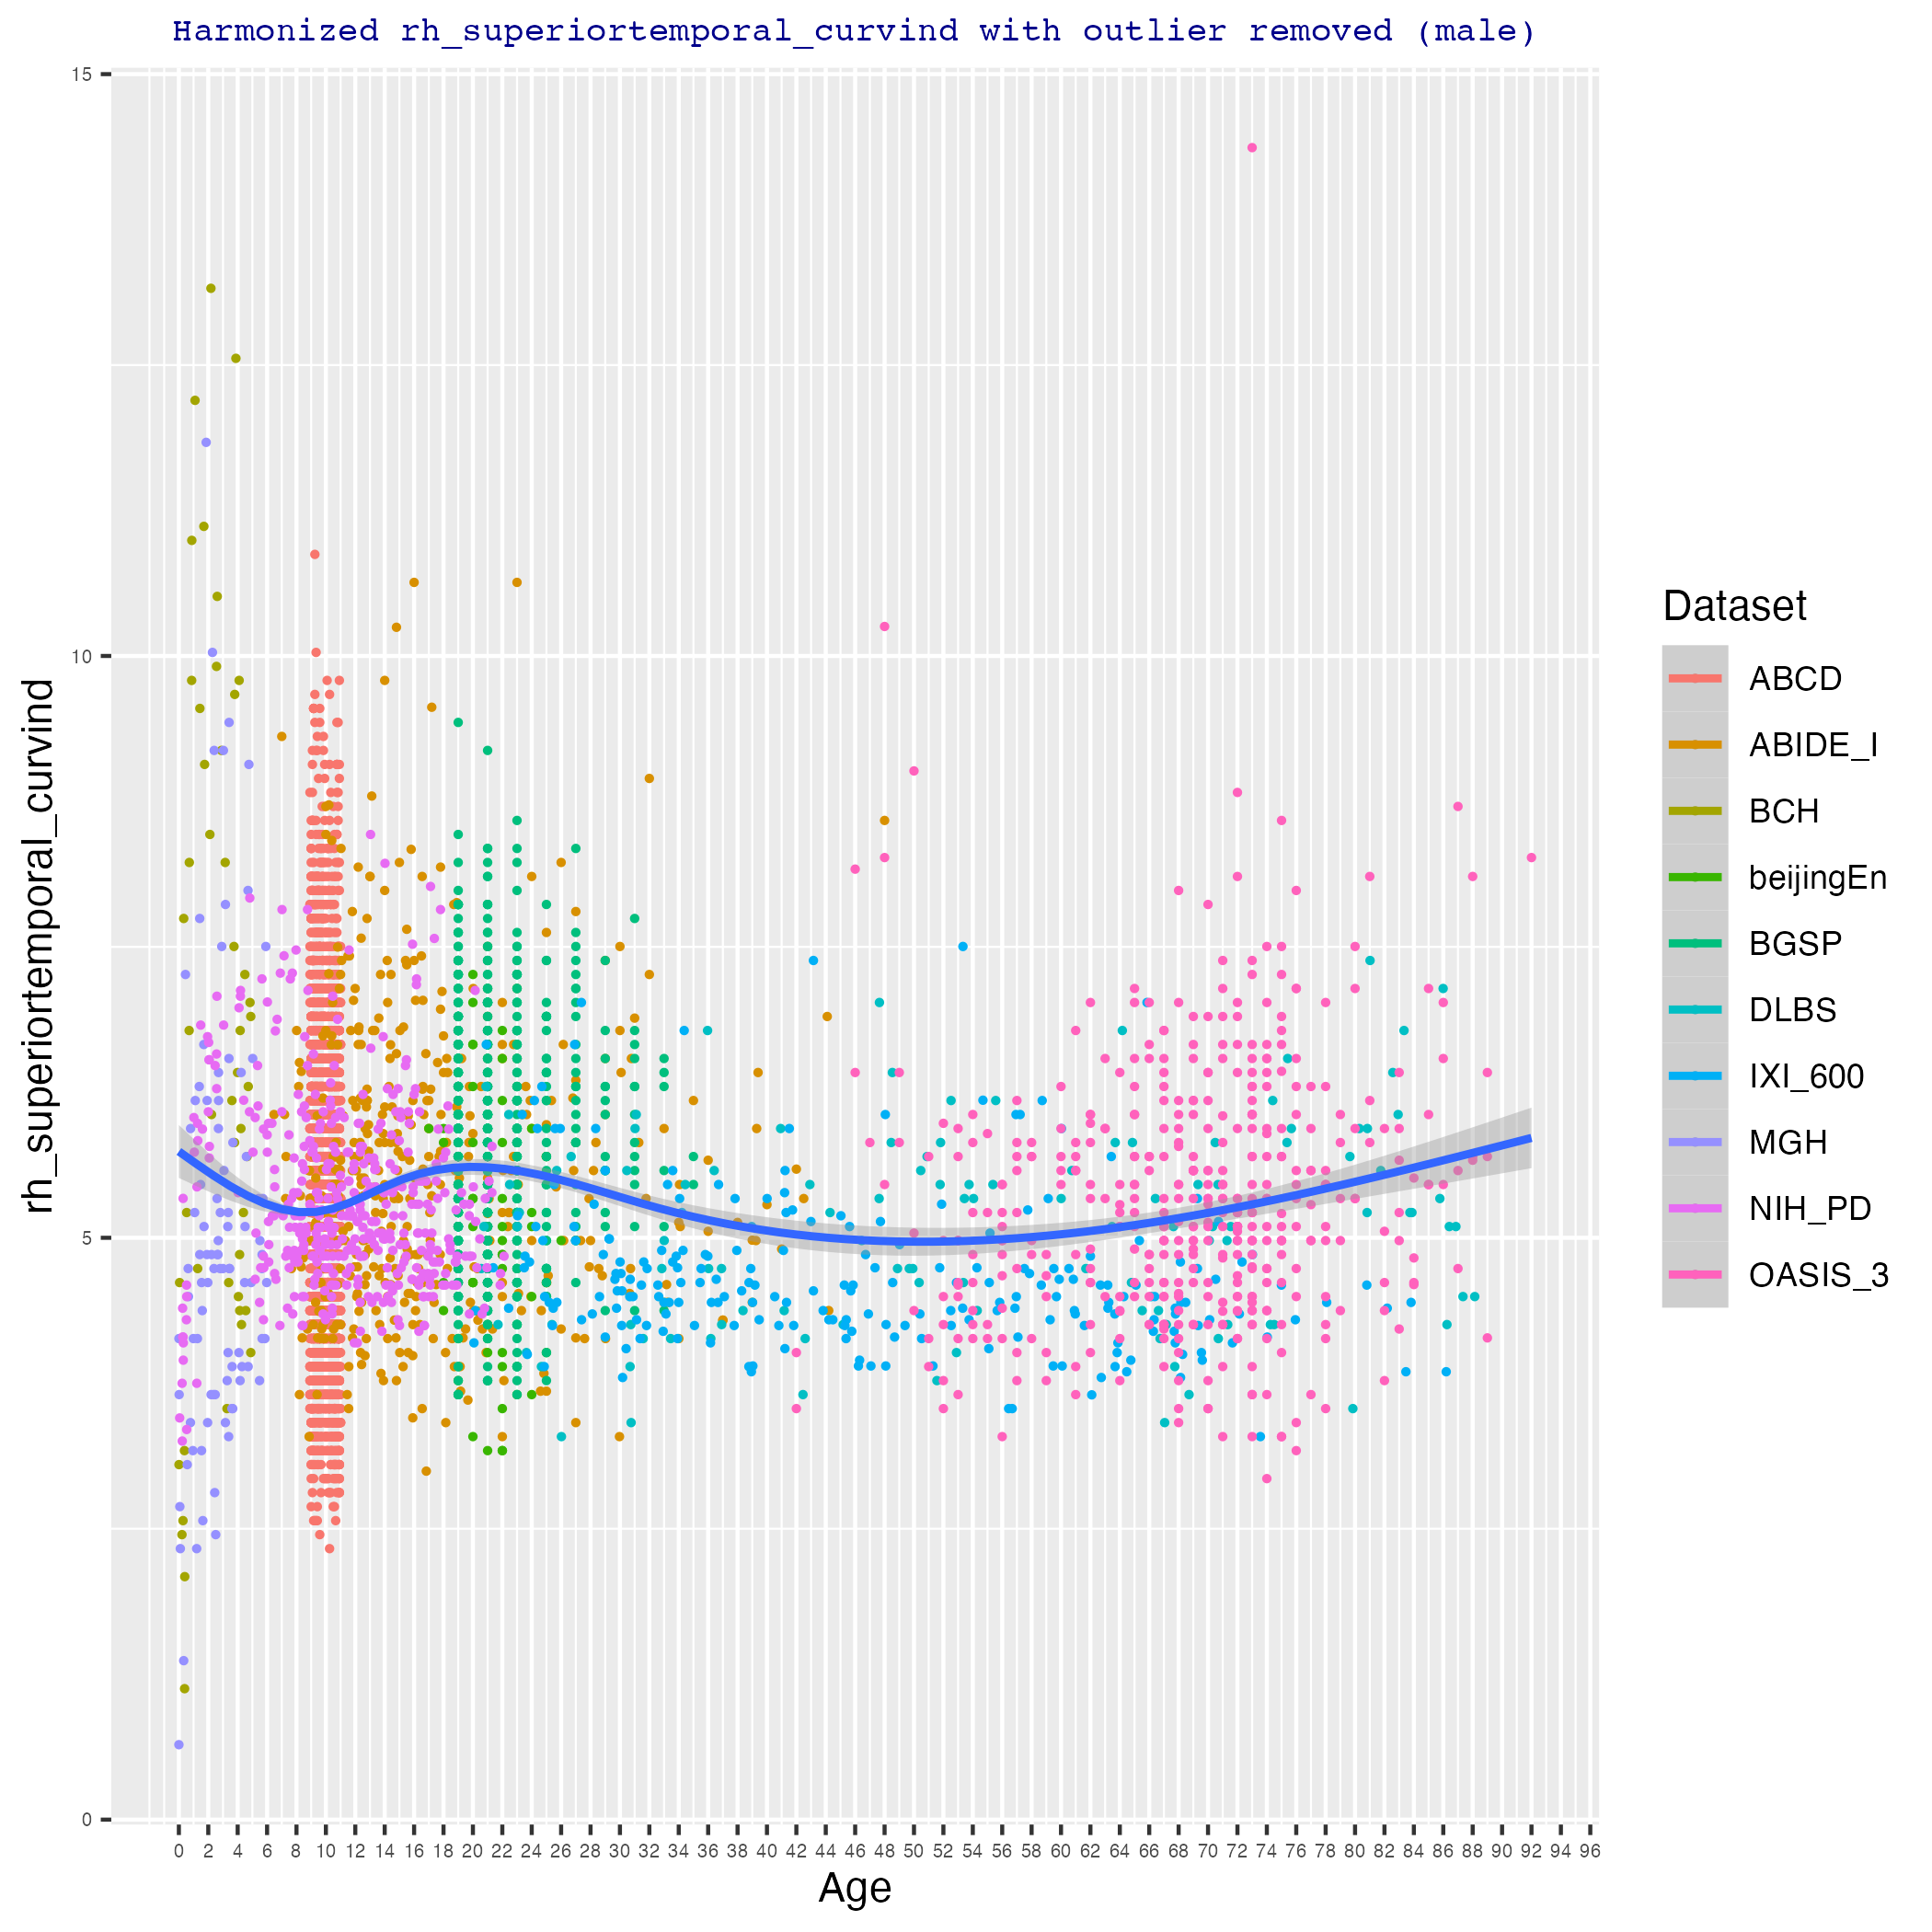 Harmonized rh_superiortemporal_curvind with outlier removed (male)
rh_superiortemporal_curvind
15
10
5
0
0 2 4 6 8 10 12 14 16 18 20 22 24 26 28 30 32 34 36 38 40 42 44 46 48 50 52 54 56 58 60 62 64 66 68 70 72 74 76 78 80 82 84 86 88 90 92 94 96
Age
Dataset
ABCD
ABIDE_I
BCH
beijingEn
BGSP
DLBS
IXI_600
MGH
NIH_PD
OASIS_3